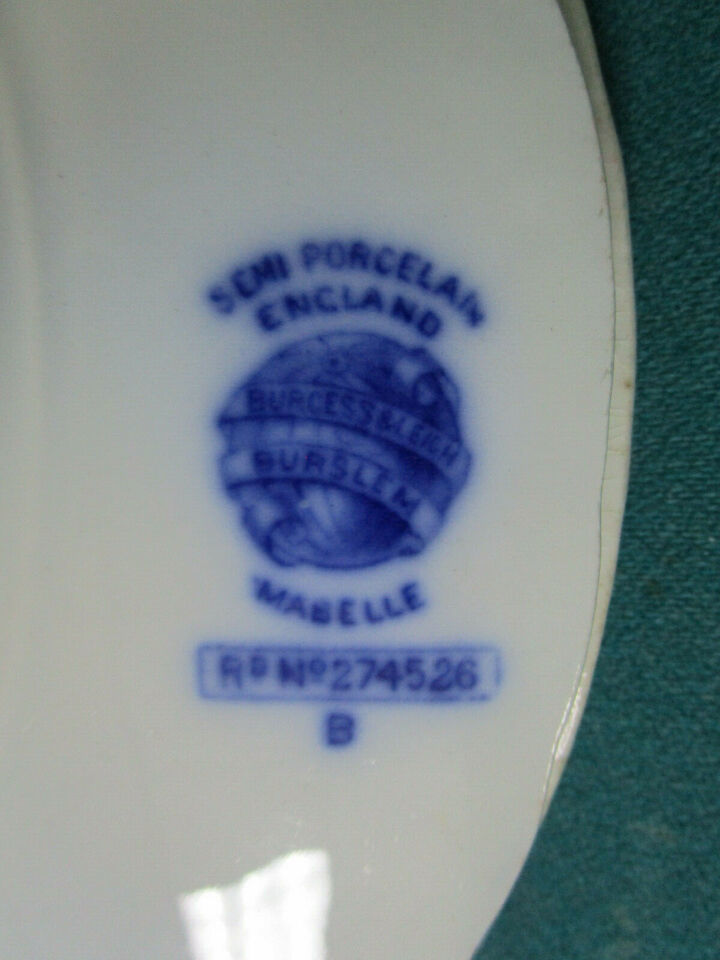 SEMI PORCELAIN
ENGLAND
BURGESS & LEIGH
BURSLEM
"MABELLE
RD NO 274526
B